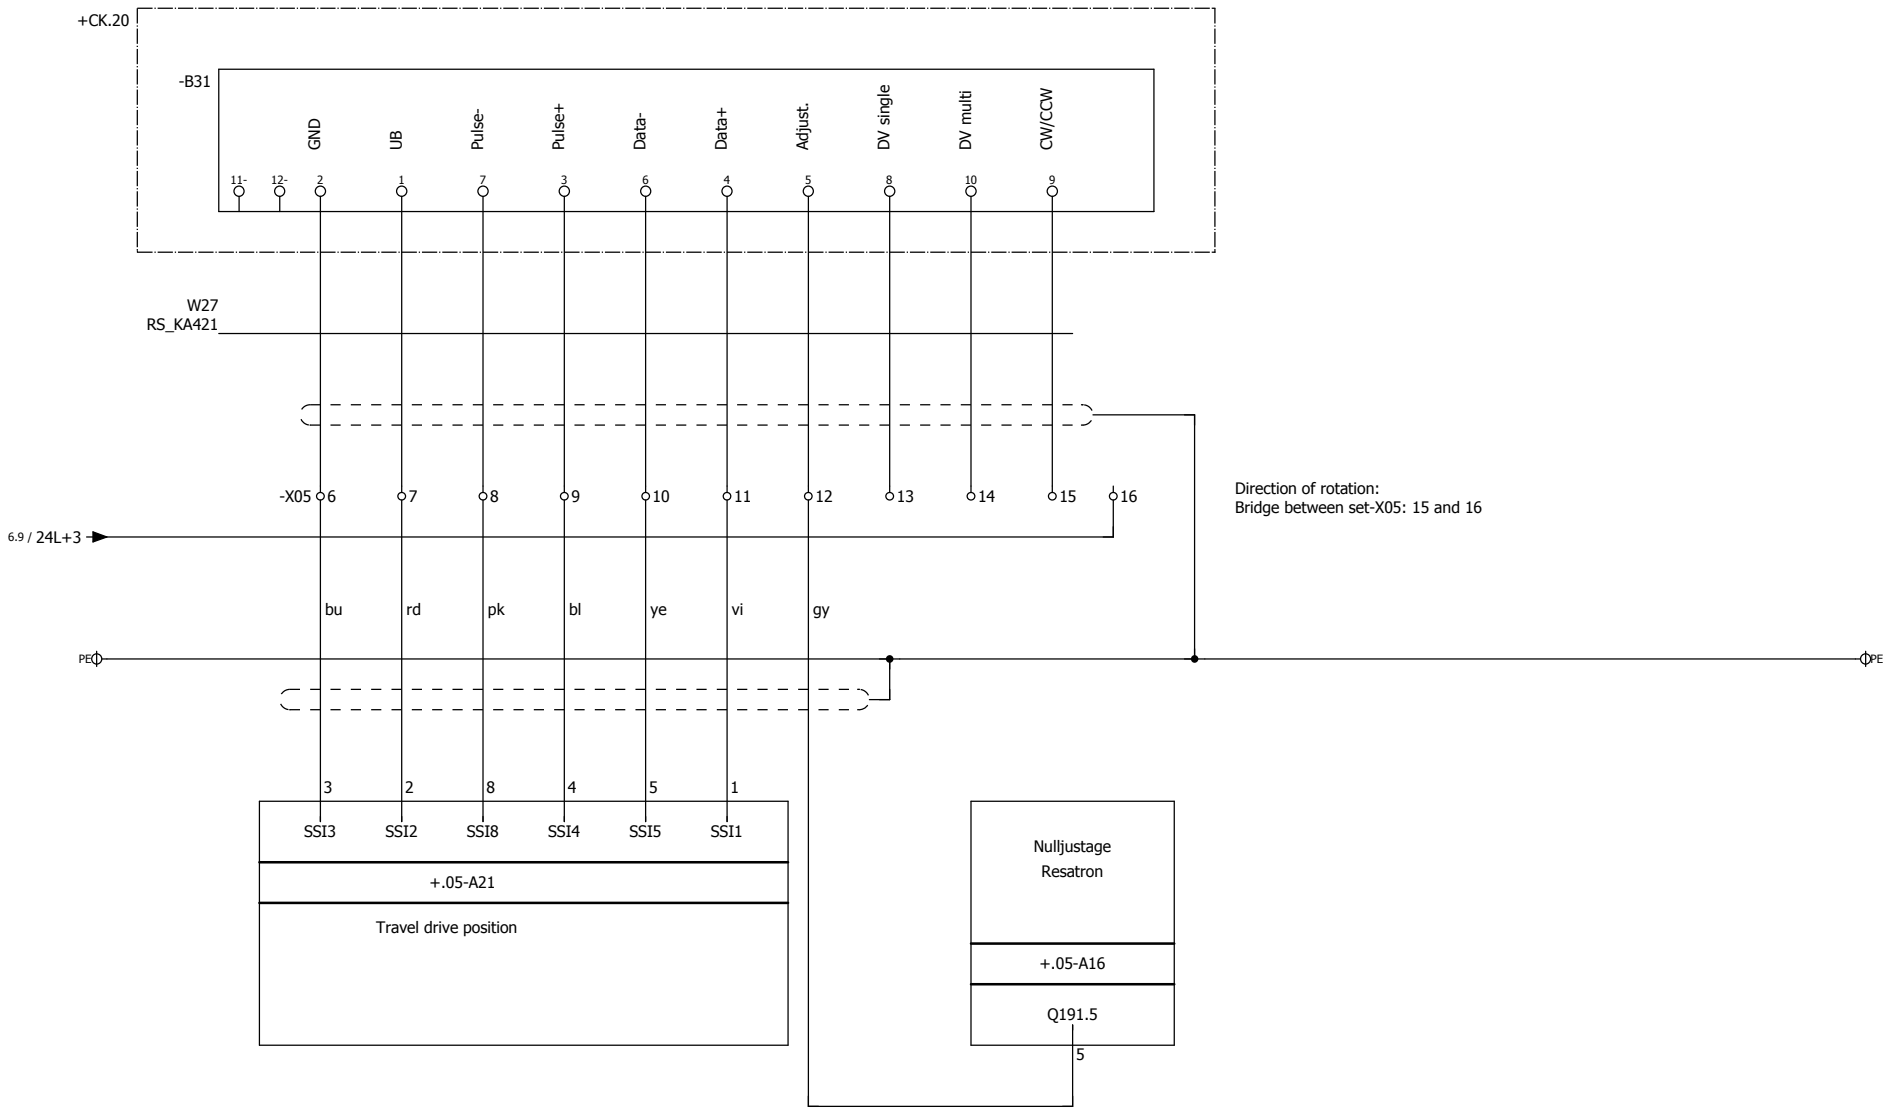 +CK.20
-B31
GND
UB
Pulse-
Pulse+
Data-
Data+
Adjust.
DV single
DV multi
CW/CCW
11-
12-
2
1
7
3
6
4
5
8
10
9
W27
RS_KA421
-X05 6
7
8
9
10
11
12
13
14
15
16
Direction of rotation:
Bridge between set-X05: 15 and 16
6.9 / 24L+3
bu
rd
pk
bl
ye
vi
gy
PE
PE
3
2
8
4
5
1
SSI3
SSI2
SSI8
SSI4
SSI5
SSI1
+.05-A21
Travel drive position
Nulljustage
Resatron
+.05-A16
Q191.5
5